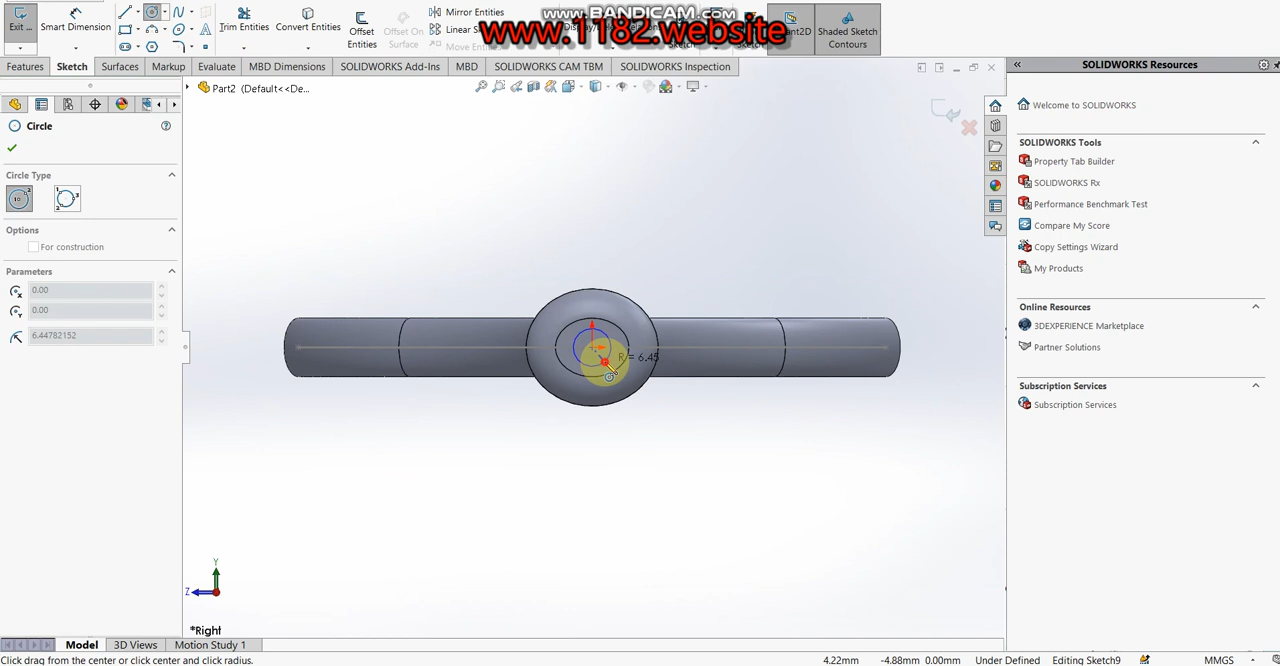 www.BANDICAM.com
www.1182.website
Exit ...
Smart Dimension
Trim Entities
Convert Entities
Offset Entities
Offset On Surface
Mirror Entities
Linear Sk
Move Entities
Shaded Sketch Contours
Features
Sketch
Surfaces
Markup
Evaluate
MBD Dimensions
SOLIDWORKS Add-Ins
MBD
SOLIDWORKS CAM TBM
SOLIDWORKS Inspection
Part2 (Default<<De...
Circle
Circle Type
Options
For construction
Parameters
0.00
0.00
6.44782152
R = 6.45
Y
Z
*Right
SOLIDWORKS Resources
Welcome to SOLIDWORKS
SOLIDWORKS Tools
Property Tab Builder
SOLIDWORKS Rx
Performance Benchmark Test
Compare My Score
Copy Settings Wizard
My Products
Online Resources
3DEXPERIENCE Marketplace
Partner Solutions
Subscription Services
Subscription Services
Model
3D Views
Motion Study 1
Click drag from the center or click center and click radius.
4.22mm
-4.88mm 0.00mm
Under Defined
Editing Sketch9
MMGS